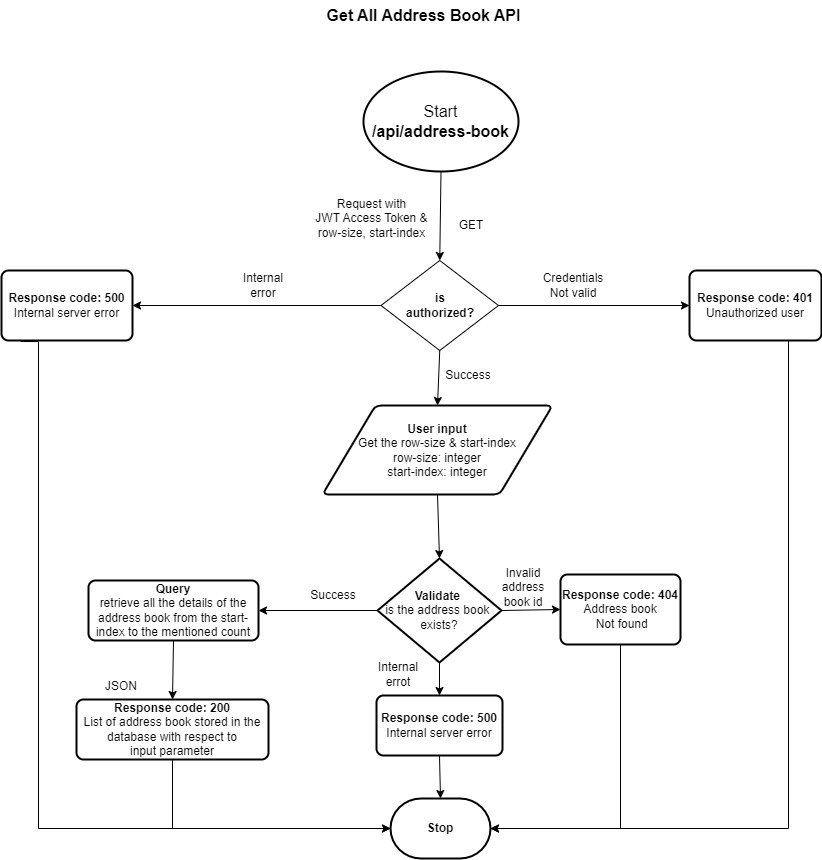 Get All Address Book API
Start
/api/address-book
Request with
JWT Access Token &
row-size, start-index
GET
Internal
error
Credentials
Not valid
Response code: 500
Internal server error
is
authorized?
Response code: 401
Unauthorized user
Success
User input
Get the row-size & start-index
row-size: integer
start-index: integer
Query
retrieve all the details of the
address book from the start-
index to the mentioned count
Success
Validate
is the address book
exists?
Invalid
address
book id
Response code: 404
Address book
Not found
Internal
errot
JSON
Response code: 200
List of address book stored in the
database with respect to
input parameter
Response code: 500
Internal server error
Stop